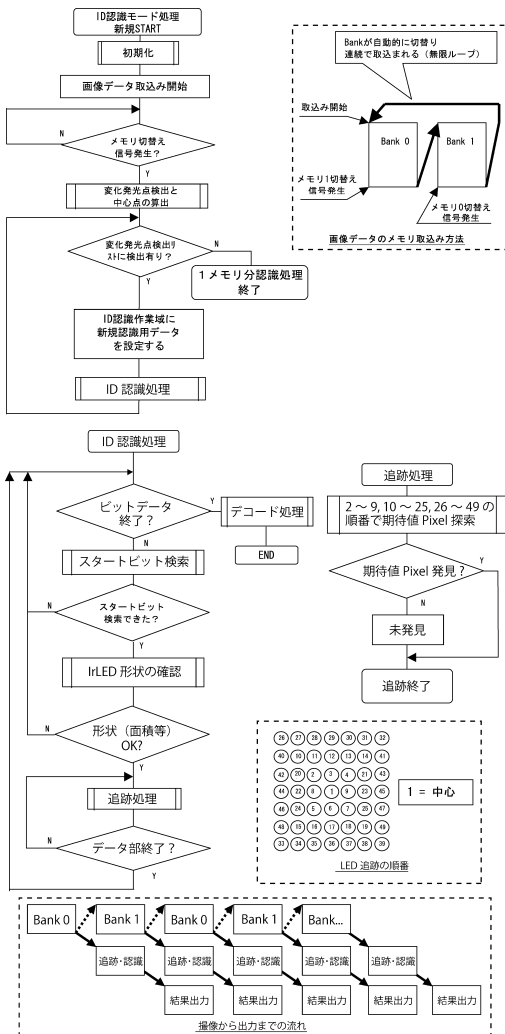 ID認識モード処理
新規START
初期化
画像データ取込み開始
メモリ切替え
信号発生？
N
Y
変化発光点検出と
中心点の算出
変化発光点検出リ
ストに検出有り？
N
Y
1メモリ分認識処理
終了
ID認識作業域に
新規認識用データ
を設定する
ID 認識処理
Bankが自動的に切替り
連続で取込まれる（無限ループ）
取込み開始
Bank 0
Bank 1
メモリ1切替え
信号発生
メモリ0切替え
信号発生
画像データのメモリ取込み方法
ID 認識処理
ビットデータ
終了？
Y
N
デコード処理
END
スタートビット検索
スタートビット
検索できた？
N
Y
IrLED 形状の確認
形状（面積等）
OK?
N
Y
追跡処理
データ部終了？
N
Y
追跡処理
2 ～ 9, 10 ～ 25, 26 ～ 49 の
順番で期待値 Pixel 探索
期待値 Pixel 発見？
Y
N
未発見
追跡終了
26 27 28 29 30 31 32
40 10 11 12 13 14 41
42 20 2 3 4 21 43
44 22 8 1 9 23 45
46 24 5 6 7 25 47
48 15 16 17 18 19 49
33 34 35 36 37 38 39
1 = 中心
LED 追跡の順番
Bank 0 Bank 1 Bank 0 Bank 1 Bank...
追跡・認識 追跡・認識 追跡・認識 追跡・認識 追跡・認識
結果出力 結果出力 結果出力 結果出力 結果出力
撮像から出力までの流れ